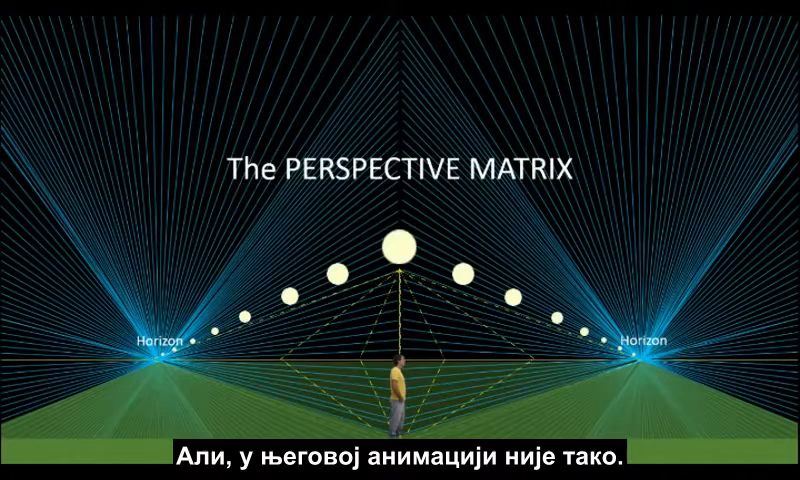 The PERSPECTIVE MATRIX
Horizon
Horizon
Али, у његовој анимацији није тако.